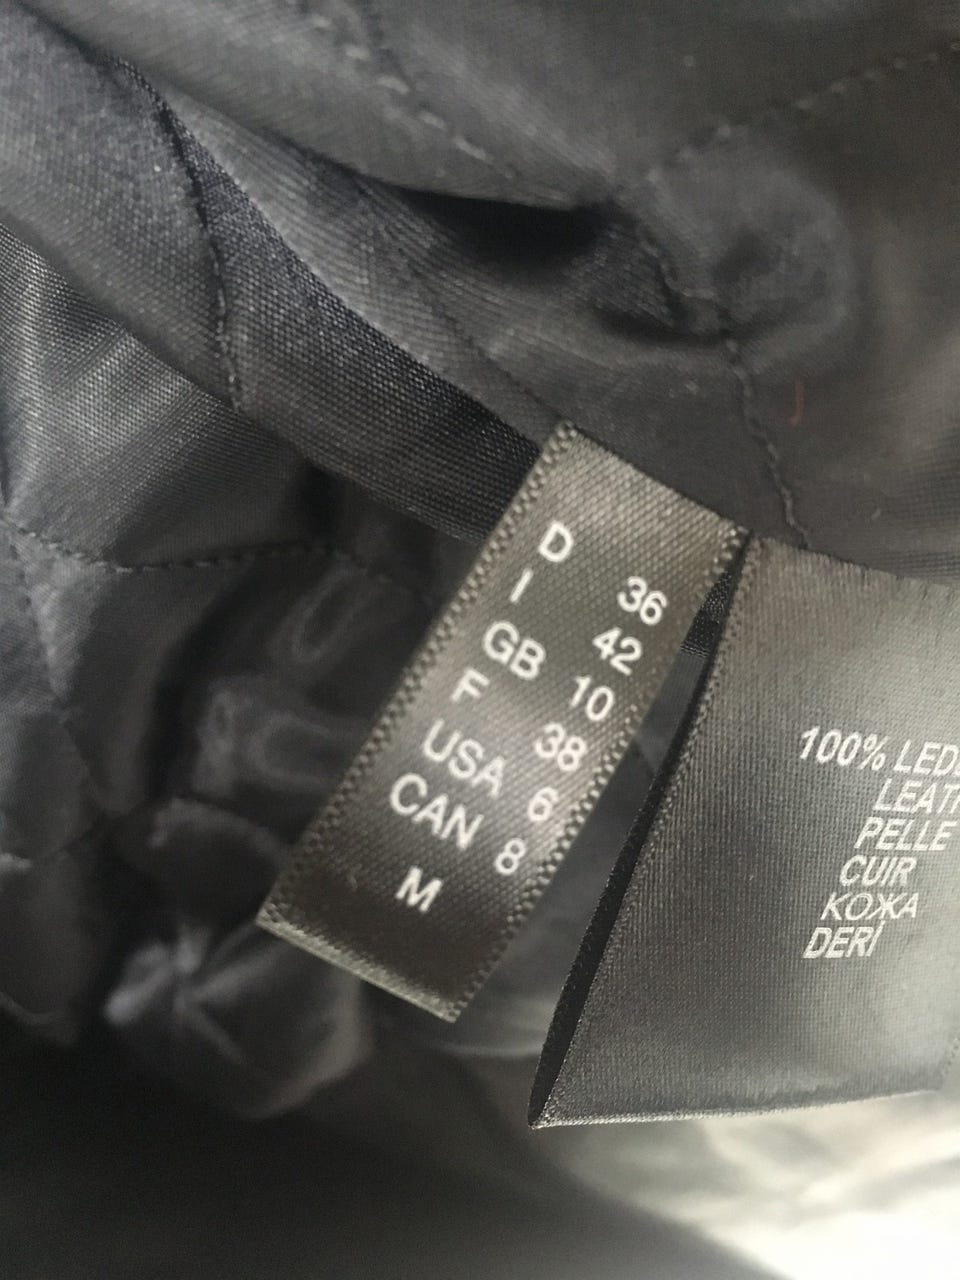 D 36
I 42
GB 10
F 38
USA 6
CAN 8
M
100%
PELLE
CUIR
КОЖА
DERİ